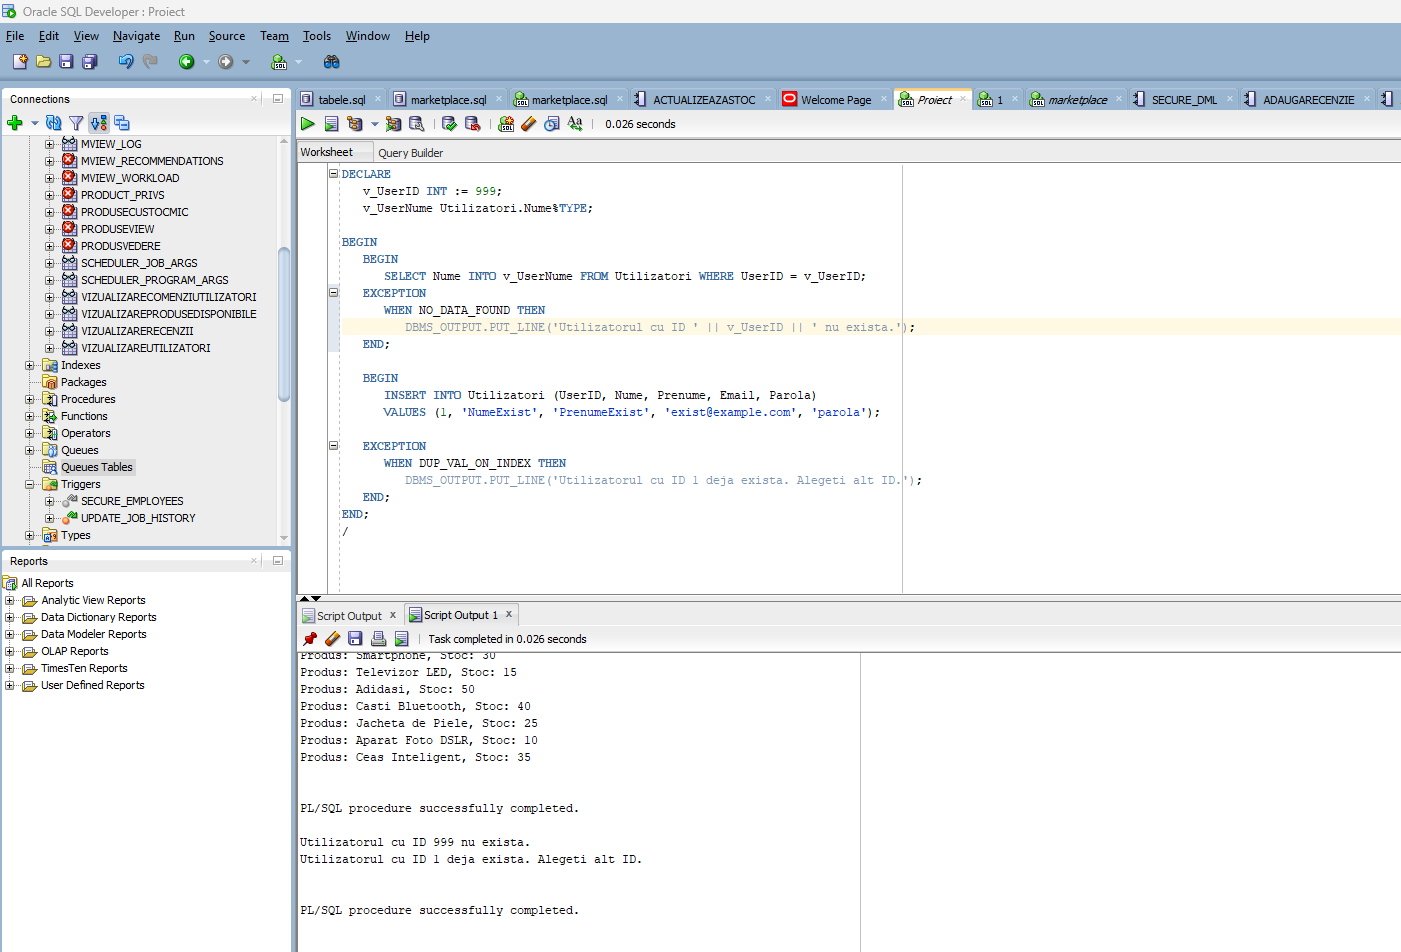 Oracle SQL Developer : Proiect
File Edit View Navigate Run Source Team Tools Window Help
Connections
MVIEW_LOG
MVIEW_RECOMMENDATIONS
MVIEW_WORKLOAD
PRODUCT_PRIVS
PRODUSECUSTOCMIC
PRODUSEVIEW
PRODUSVEDERE
SCHEDULER_JOB_ARGS
SCHEDULER_PROGRAM_ARGS
VIZUALIZARECOMENZIUTILIZATORI
VIZUALIZAREPRODUSEDISPONIBILE
VIZUALIZARERECENZII
VIZUALIZAREUTILIZATORI
Indexes
Packages
Procedures
Functions
Operators
Queues
Queues Tables
Triggers
SECURE_EMPLOYEES
UPDATE_JOB_HISTORY
Types
Reports
All Reports
Analytic View Reports
Data Dictionary Reports
Data Modeler Reports
OLAP Reports
TimesTen Reports
User Defined Reports
tabele.sql marketplace.sql marketplace.sql ACTUALIZEAZASTOC Welcome Page Proiect 1 marketplace SECURE_DML ADAUGARECENZIE
0.026 seconds
Worksheet Query Builder
DECLARE
v_UserID INT := 999;
v_UserNume Utilizatori.Nume%TYPE;
BEGIN
BEGIN
SELECT Nume INTO v_UserNume FROM Utilizatori WHERE UserID = v_UserID;
EXCEPTION
WHEN NO_DATA_FOUND THEN
DBMS_OUTPUT.PUT_LINE('Utilizatorul cu ID ' || v_UserID || ' nu exista.');
END;
BEGIN
INSERT INTO Utilizatori (UserID, Nume, Prenume, Email, Parola)
VALUES (1, 'NumeExist', 'PrenumeExist', 'exist@example.com', 'parola');
EXCEPTION
WHEN DUP_VAL_ON_INDEX THEN
DBMS_OUTPUT.PUT_LINE('Utilizatorul cu ID 1 deja exista. Alegeti alt ID.');
END;
END;
/
Script Output Script Output 1
Task completed in 0.026 seconds
Produs: Smartphone, Stoc: 30
Produs: Televizor LED, Stoc: 15
Produs: Adidasi, Stoc: 50
Produs: Casti Bluetooth, Stoc: 40
Produs: Jacheta de Piele, Stoc: 25
Produs: Aparat Foto DSLR, Stoc: 10
Produs: Ceas Inteligent, Stoc: 35
PL/SQL procedure successfully completed.
Utilizatorul cu ID 999 nu exista.
Utilizatorul cu ID 1 deja exista. Alegeti alt ID.
PL/SQL procedure successfully completed.